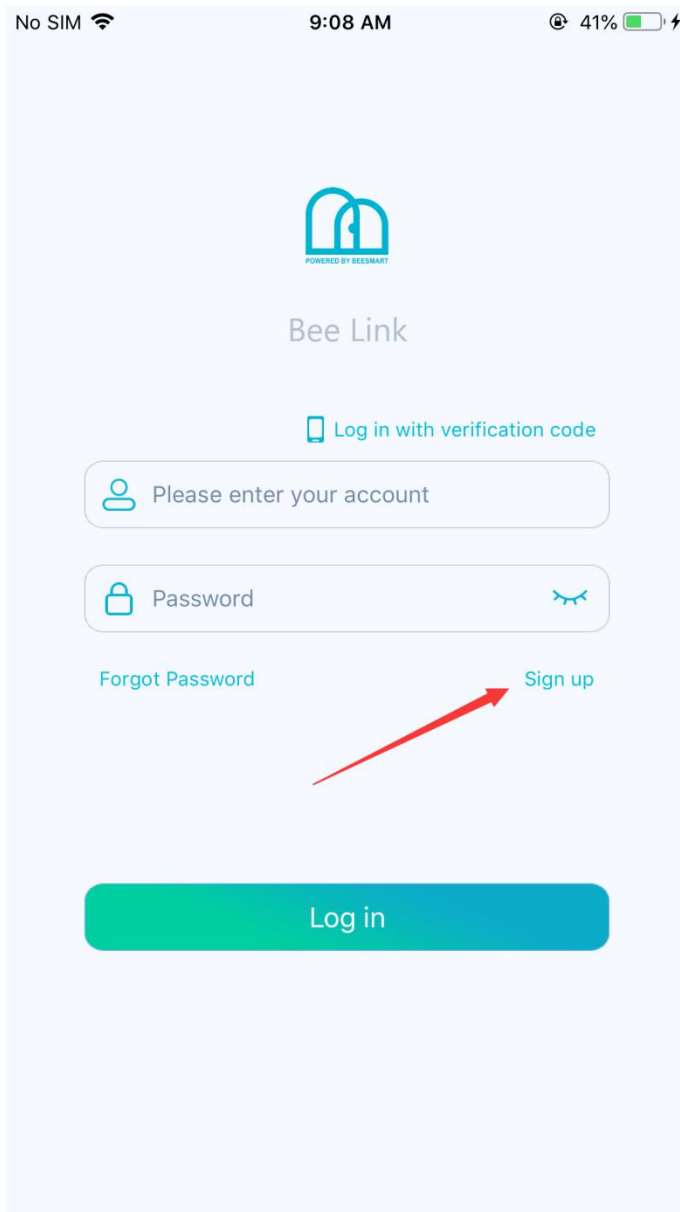 No SIM 9:08 AM 41%
POWERED BY BEESMART
Bee Link
Log in with verification code
Please enter your account
Password
Forgot Password Sign up
Log in